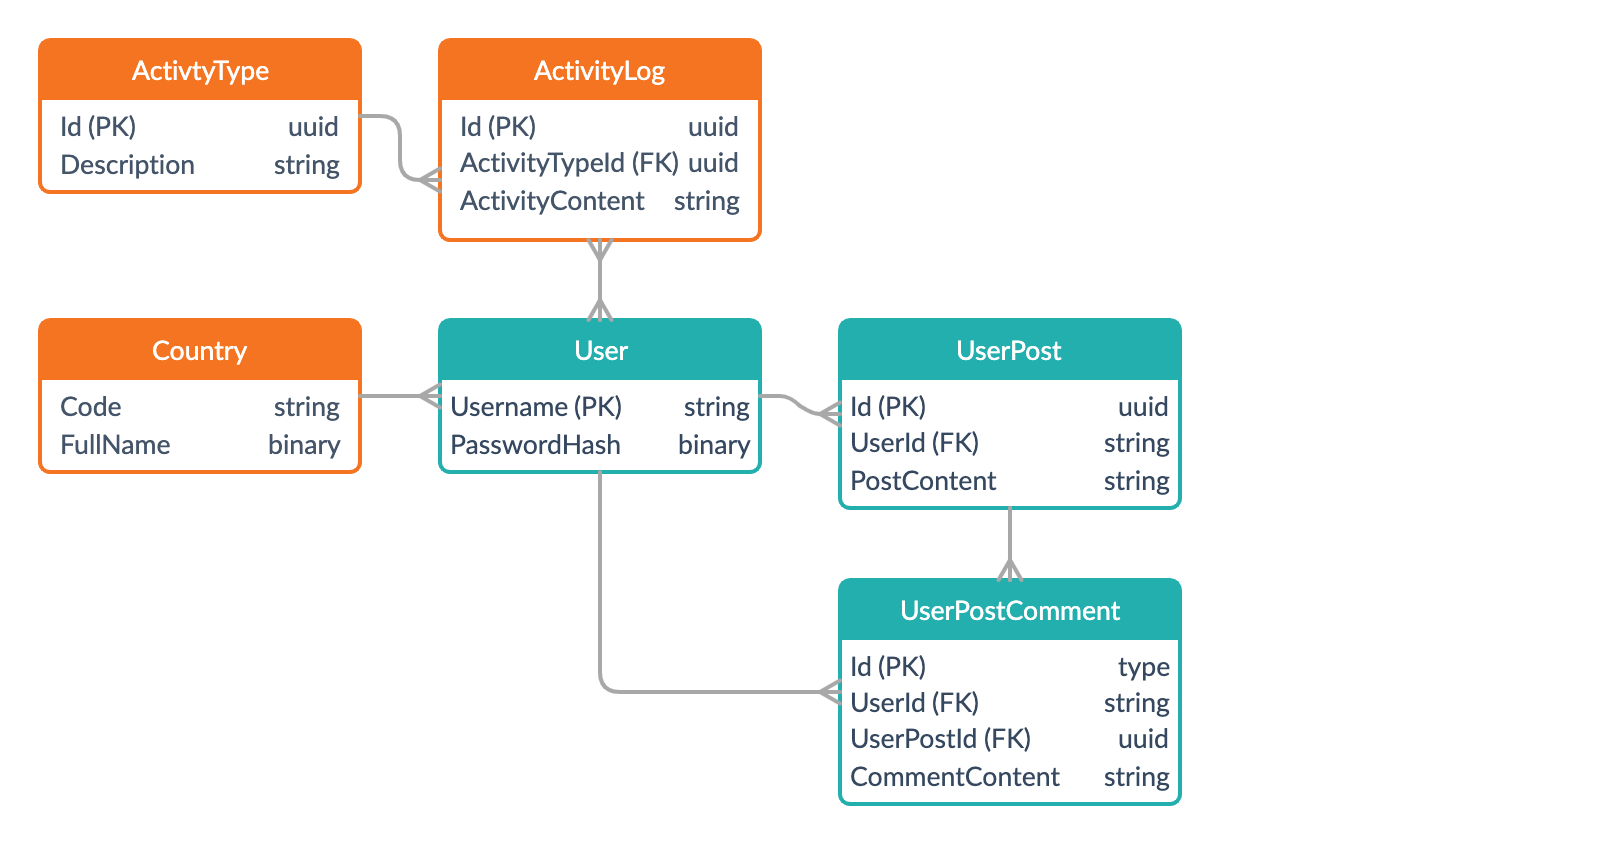 ActivtyType
Id (PK) uuid
Description string
ActivityLog
Id (PK) uuid
ActivityTypeId (FK) uuid
ActivityContent string
Country
Code string
FullName binary
User
Username (PK) string
PasswordHash binary
UserPost
Id (PK) uuid
UserId (FK) string
PostContent string
UserPostComment
Id (PK) type
UserId (FK) string
UserPostId (FK) uuid
CommentContent string